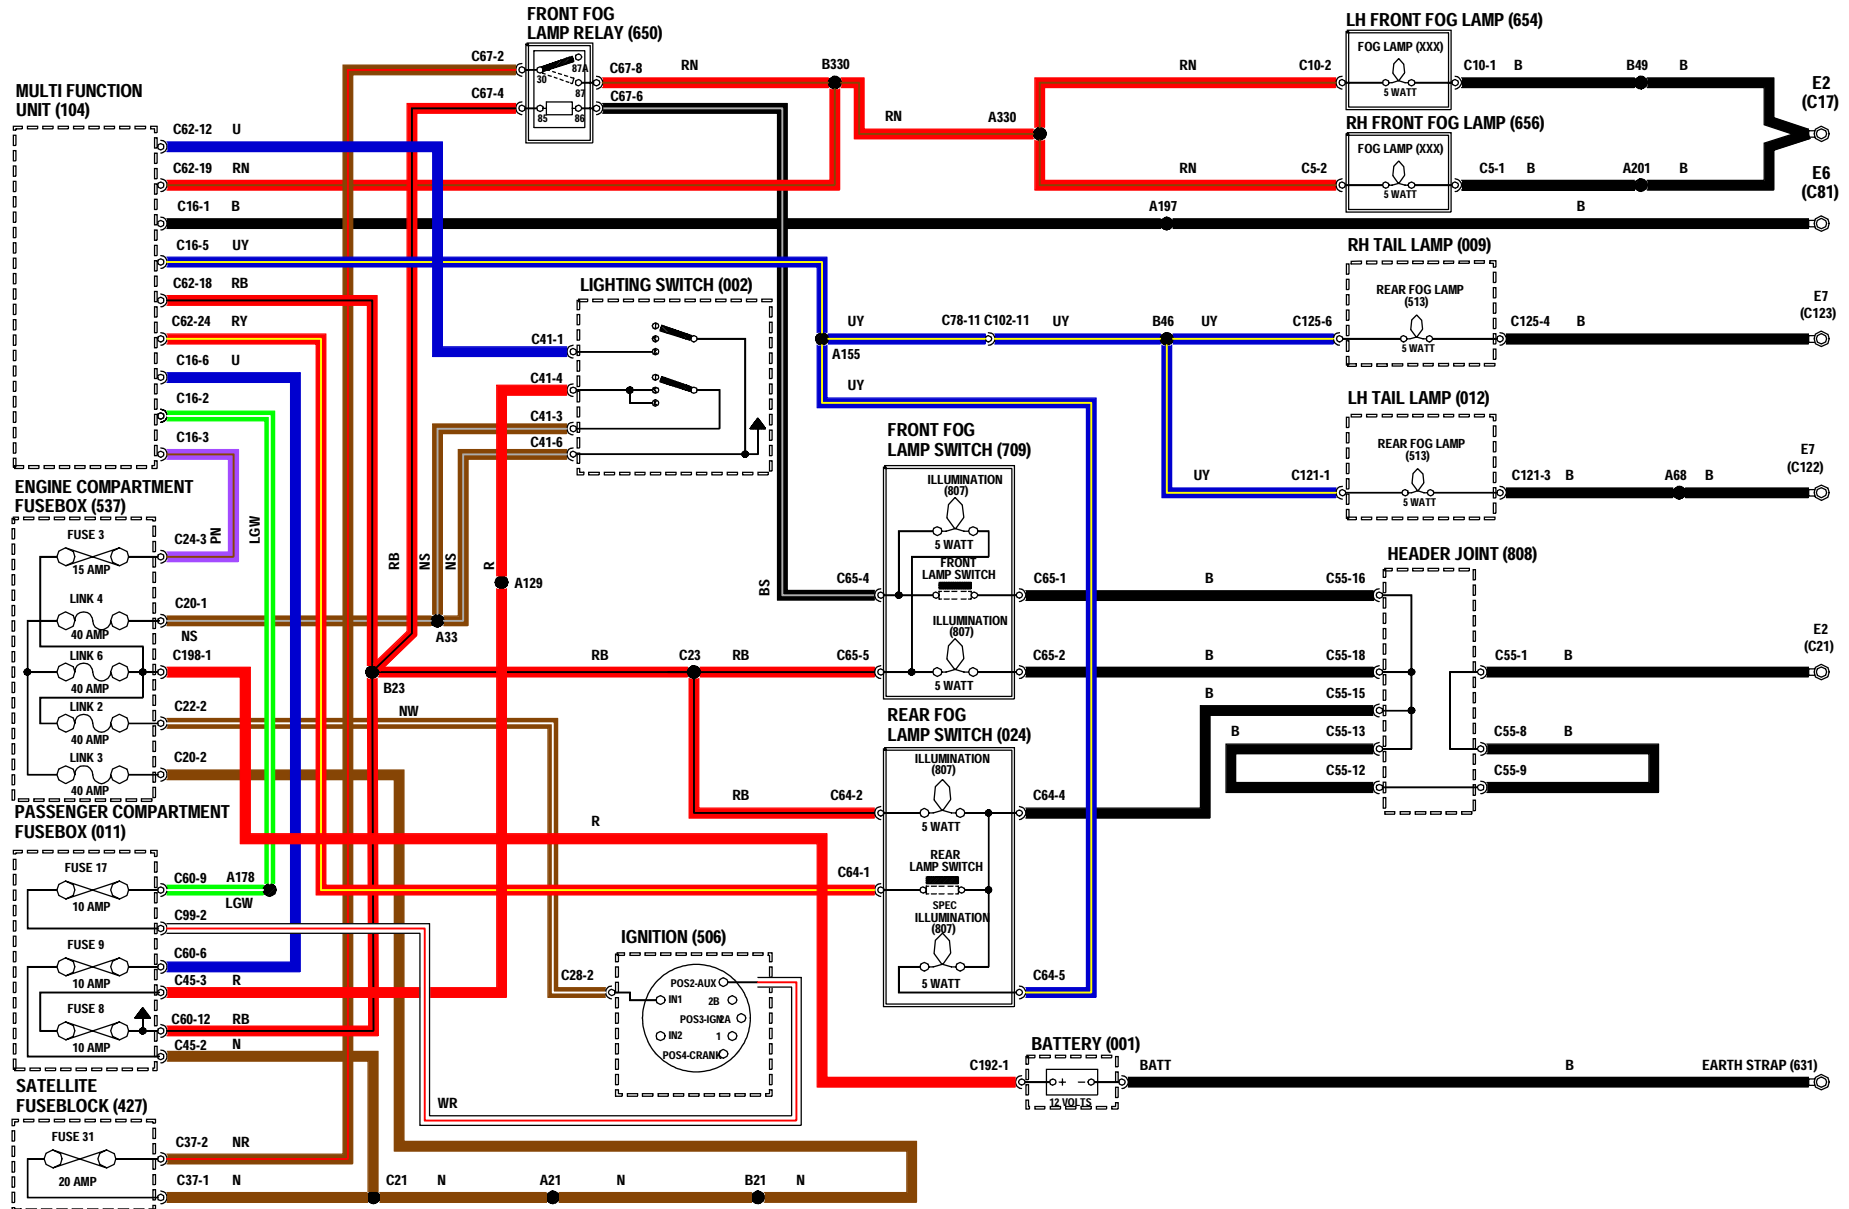 FRONT FOG
LAMP RELAY (650)
C67-2
C67-4
30
87A
87
85
86
C67-8
RN
C67-6
B330
RN
A330
RN
C10-2
LH FRONT FOG LAMP (654)
FOG LAMP (XXX)
5 WATT
C10-1
B
B49
B
E2
(C17)
RN
C5-2
RH FRONT FOG LAMP (656)
FOG LAMP (XXX)
5 WATT
C5-1
B
A201
B
E6
(C81)
A197
B
MULTI FUNCTION
UNIT (104)
C62-12 U
C62-19 RN
C16-1 B
C16-5 UY
C62-18 RB
C62-24 RY
C16-6 U
C16-2
C16-3
LIGHTING SWITCH (002)
C41-1
C41-4
C41-3
C41-6
UY
A155
UY
C78-11 C102-11
UY
B46
UY
C125-6
RH TAIL LAMP (009)
REAR FOG LAMP
(513)
5 WATT
C125-4
B
E7
(C123)
UY
C121-1
LH TAIL LAMP (012)
REAR FOG LAMP
(513)
5 WATT
C121-3
B
A68
B
E7
(C122)
ENGINE COMPARTMENT
FUSEBOX (537)
FUSE 3
15 AMP
LINK 4
40 AMP
LINK 6
40 AMP
LINK 2
40 AMP
LINK 3
40 AMP
C24-3
PN
LGW
C20-1
NS
C198-1
C22-2
C20-2
RB
NS
NS
R
A129
A33
B23
NW
RB
C23
RB
BS
FRONT FOG
LAMP SWITCH (709)
ILLUMINATION
(807)
5 WATT
FRONT
LAMP SWITCH
ILLUMINATION
(807)
5 WATT
C65-4
C65-5
C65-1
B
C65-2
B
HEADER JOINT (808)
C55-16
C55-18
C55-15
C55-13
C55-12
B
B
C55-1
B
C55-8
B
C55-9
E2
(C21)
REAR FOG
LAMP SWITCH (024)
ILLUMINATION
(807)
5 WATT
REAR
LAMP SWITCH
SPEC
ILLUMINATION
(807)
5 WATT
RB
C64-2
C64-1
C64-4
C64-5
R
PASSENGER COMPARTMENT
FUSEBOX (011)
FUSE 17
10 AMP
FUSE 9
10 AMP
FUSE 8
10 AMP
C60-9
A178
LGW
C99-2
C60-6
C45-3 R
C60-12 RB
C45-2 N
IGNITION (506)
C28-2
POS2-AUX
IN1
2B
POS3-IGN
2A
IN2
1
POS4-CRANK
WR
BATTERY (001)
C192-1
12 VOLTS
BATT
B
EARTH STRAP (631)
SATELLITE
FUSEBLOCK (427)
FUSE 31
20 AMP
C37-2 NR
C37-1 N
C21
N
A21
N
B21
N